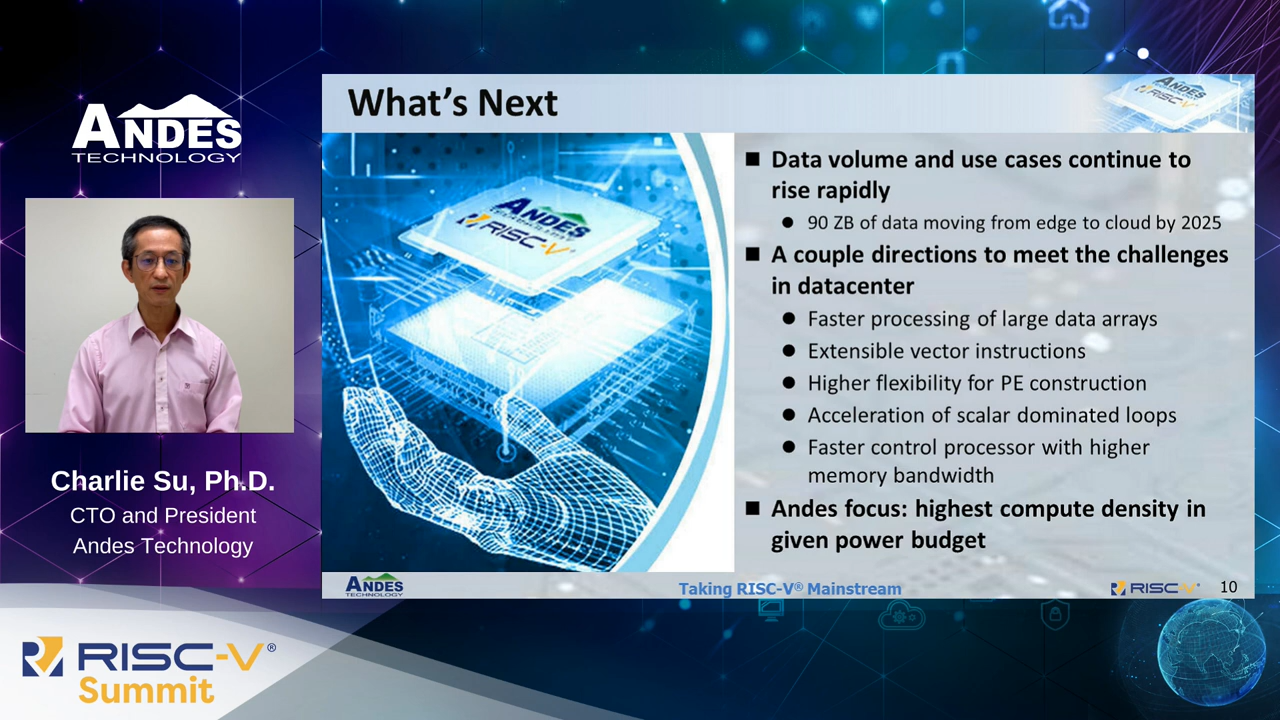 ANDES
TECHNOLOGY
Charlie Su, Ph.D.
CTO and President
Andes Technology
RISC-V®
Summit
What's Next
ANDES
RISC-V
ANDES
RISC-V
■ Data volume and use cases continue to
rise rapidly
● 90 ZB of data moving from edge to cloud by 2025
■ A couple directions to meet the challenges
in datacenter
● Faster processing of large data arrays
● Extensible vector instructions
● Higher flexibility for PE construction
● Acceleration of scalar dominated loops
● Faster control processor with higher
memory bandwidth
■ Andes focus: highest compute density in
given power budget
ANDES
TECHNOLOGY
Taking RISC-V® Mainstream
RISC-V
10